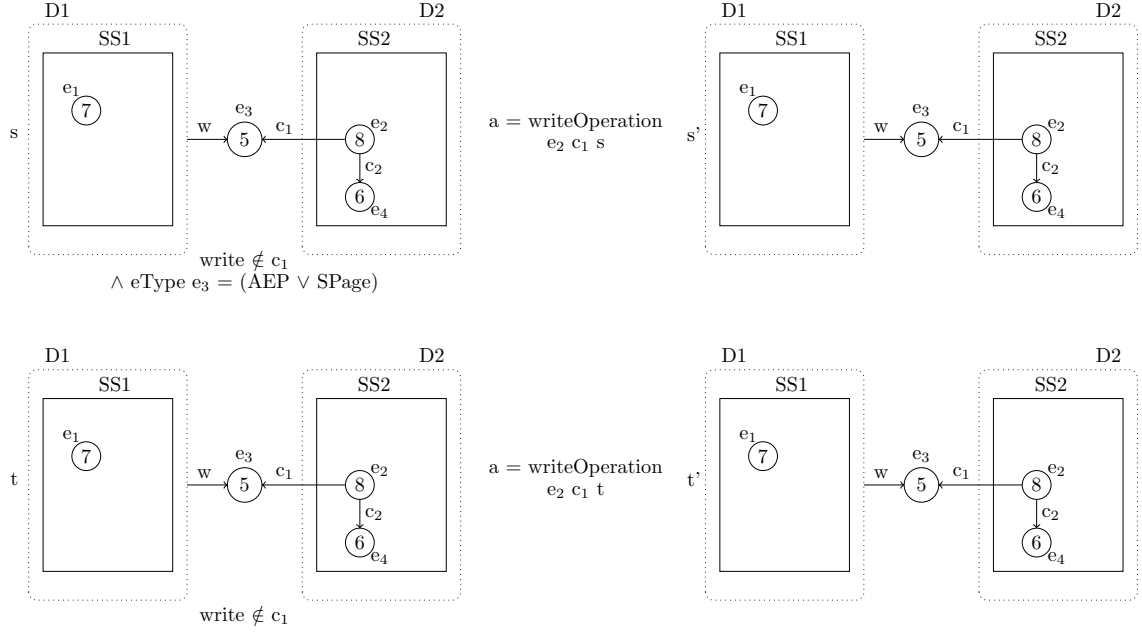 D1 D2 D1 D2
SS1 SS2 SS1 SS2
e₁ 7 e₃ e₁ 7 e₃
s w 5 c₁ 8 e₂ a = writeOperation s' w 5 c₁ 8 e₂
e₂ c₁ s
c₂ c₂
6 e₄ 6 e₄
write ∉ c₁
∧ eType e₃ = (AEP ∨ SPage)
D1 D2 D1 D2
SS1 SS2 SS1 SS2
e₁ 7 e₃ e₁ 7 e₃
t w 5 c₁ 8 e₂ a = writeOperation t' w 5 c₁ 8 e₂
e₂ c₁ t
c₂ c₂
6 e₄ 6 e₄
write ∉ c₁